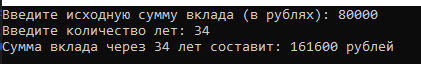 Введите исходную сумму вклада (в рублях): 80000
Введите количество лет: 34
Сумма вклада через 34 лет составит: 161600 рублей